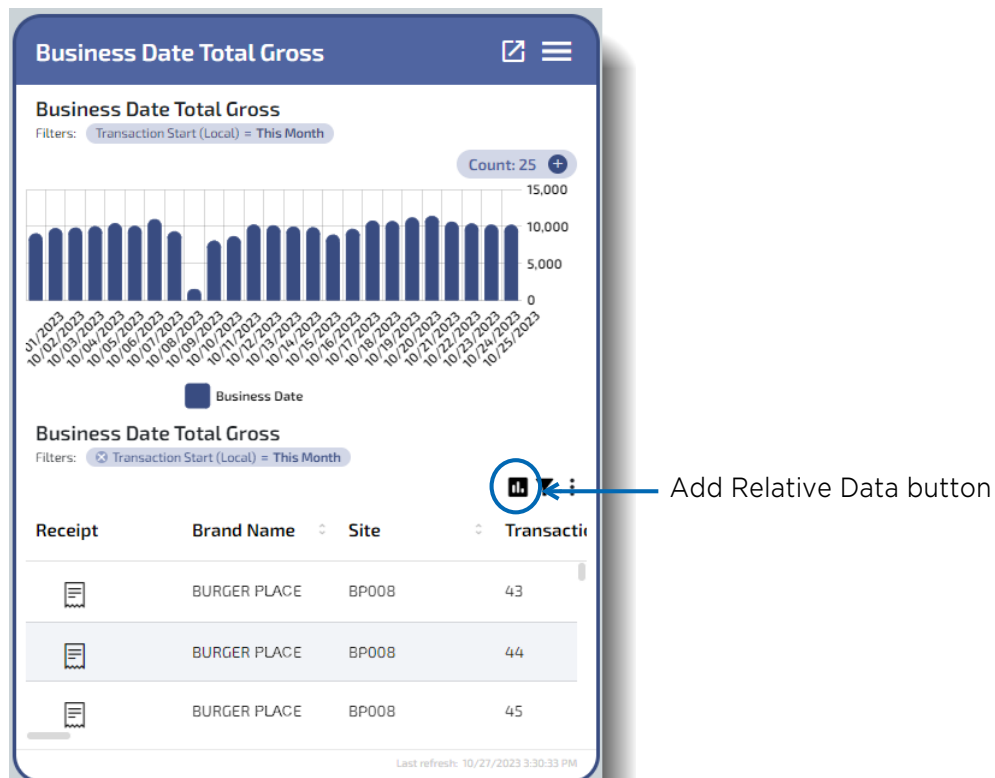 Business Date Total Gross
Business Date Total Gross
Filters: Transaction Start (Local) = This Month
Count: 25
15,000
10,000
5,000
0
01/2023
10/02/2023
10/03/2023
10/04/2023
10/05/2023
10/06/2023
10/07/2023
10/08/2023
10/09/2023
10/10/2023
10/11/2023
10/12/2023
10/13/2023
10/14/2023
10/15/2023
10/16/2023
10/17/2023
10/18/2023
10/19/2023
10/20/2023
10/21/2023
10/22/2023
10/23/2023
10/24/2023
10/25/2023
Business Date
Business Date Total Gross
Filters: Transaction Start (Local) = This Month
Add Relative Data button
Receipt Brand Name Site Transactio
BURGER PLACE BP008 43
BURGER PLACE BP008 44
BURGER PLACE BP008 45
Last refresh: 10/27/2023 3:30:33 PM